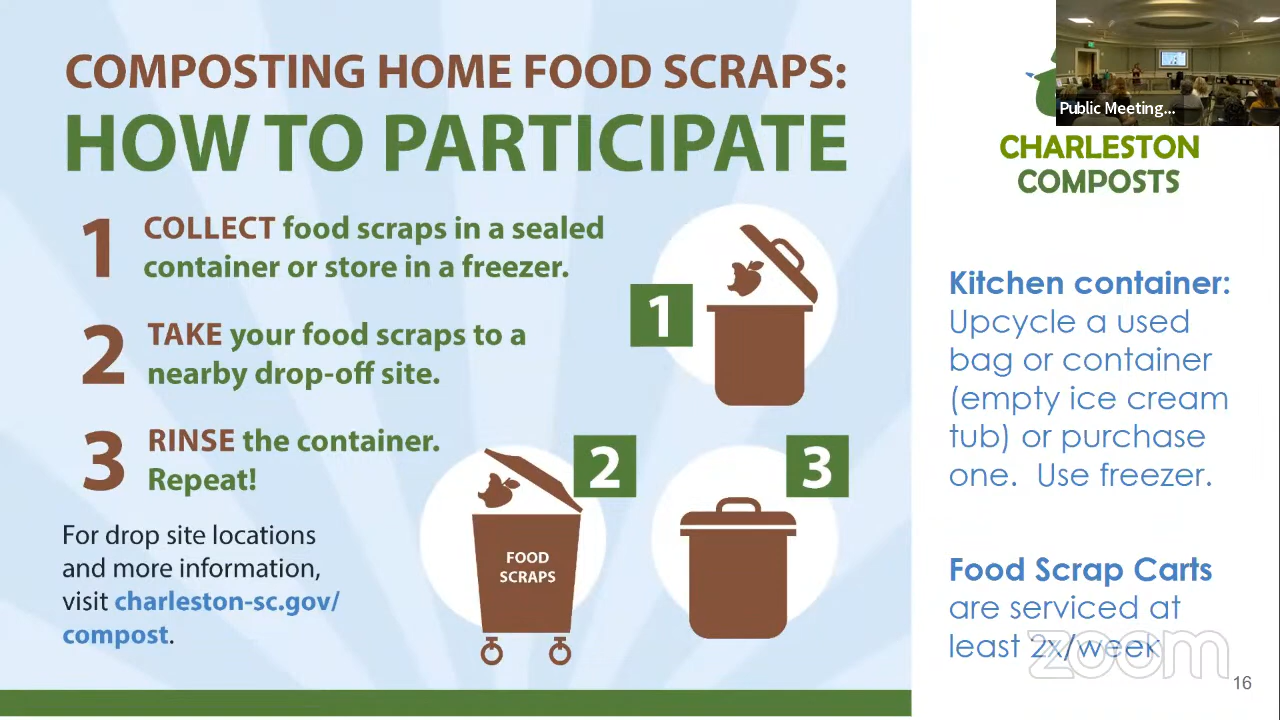 COMPOSTING HOME FOOD SCRAPS:
HOW TO PARTICIPATE
1 COLLECT food scraps in a sealed
container or store in a freezer.
2 TAKE your food scraps to a
nearby drop-off site.
3 RINSE the container.
Repeat!
For drop site locations
and more information,
visit charleston-sc.gov/
compost.
1
2
FOOD
SCRAPS
3
Public Meeting...
CHARLESTON
COMPOSTS
Kitchen container:
Upcycle a used
bag or container
(empty ice cream
tub) or purchase
one. Use freezer.
Food Scrap Carts
are serviced at
least 2x/week
zoom
16